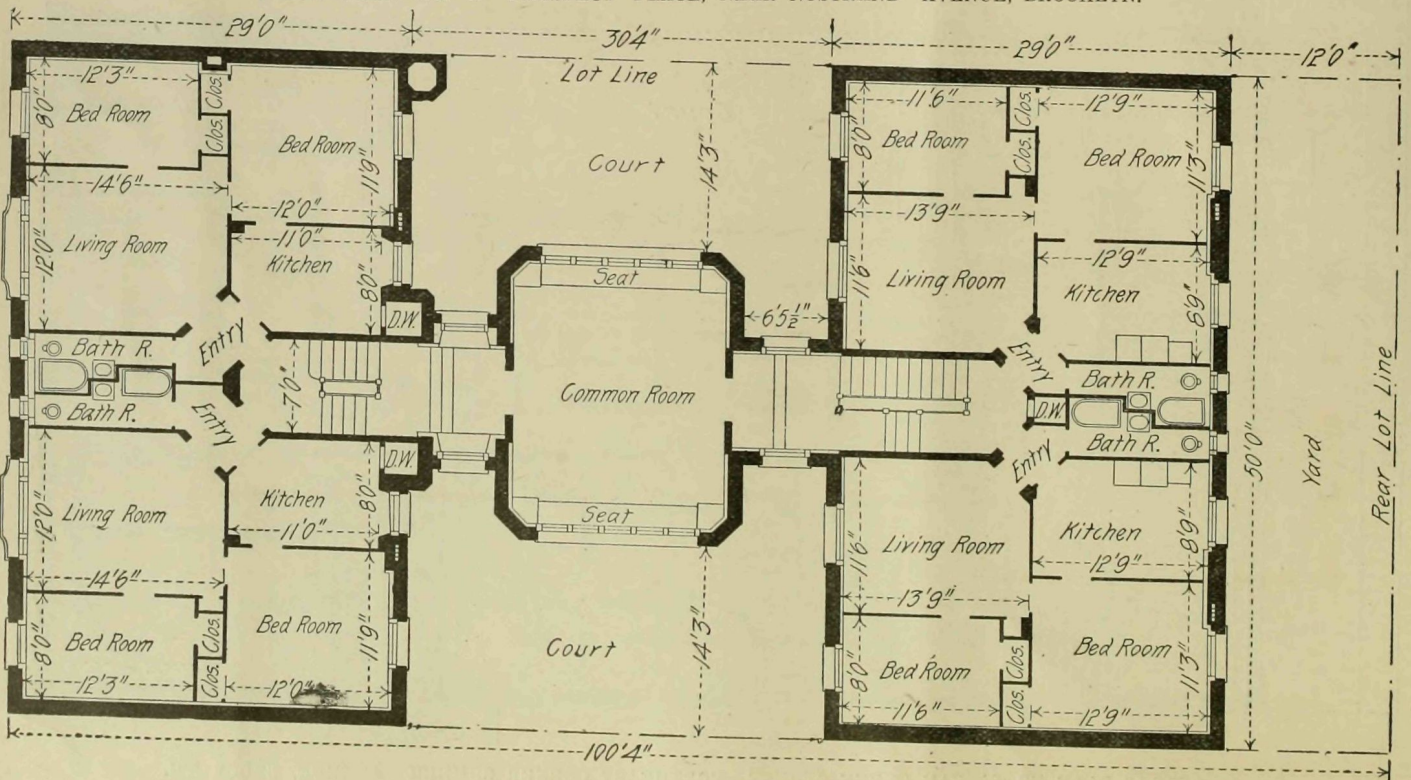 AVENUE, BROOKLYN.
29'0"
30'4"
29'0"
12'0"
Lot Line
12'3"
8'0"
Bed Room
Clos.
Clos.
Bed Room
11'9"
12'0"
Court
14'3"
11'6"
8'0"
Bed Room
Clos.
Clos.
12'9"
Bed Room
11'3"
14'6"
12'0"
Living Room
11'0"
Kitchen
8'0"
D.W.
Seat
6'5½"
13'9"
11'6"
Living Room
12'9"
Kitchen
8'9"
Bath R.
Entry
Bath R.
Entry
7'0"
Common Room
Entry
Bath R.
D.W.
Bath R.
Entry
50'0"
Yard
Rear Lot Line
12'0"
Living Room
14'6"
Kitchen
11'0"
8'0"
D.W.
Seat
11'6"
Living Room
13'9"
Kitchen
12'9"
8'9"
8'0"
Bed Room
12'3"
Clos.
Clos.
Bed Room
12'0"
11'9"
Court
14'3"
8'0"
Bed Room
11'6"
Clos.
Clos.
Bed Room
12'9"
11'3"
100'4"